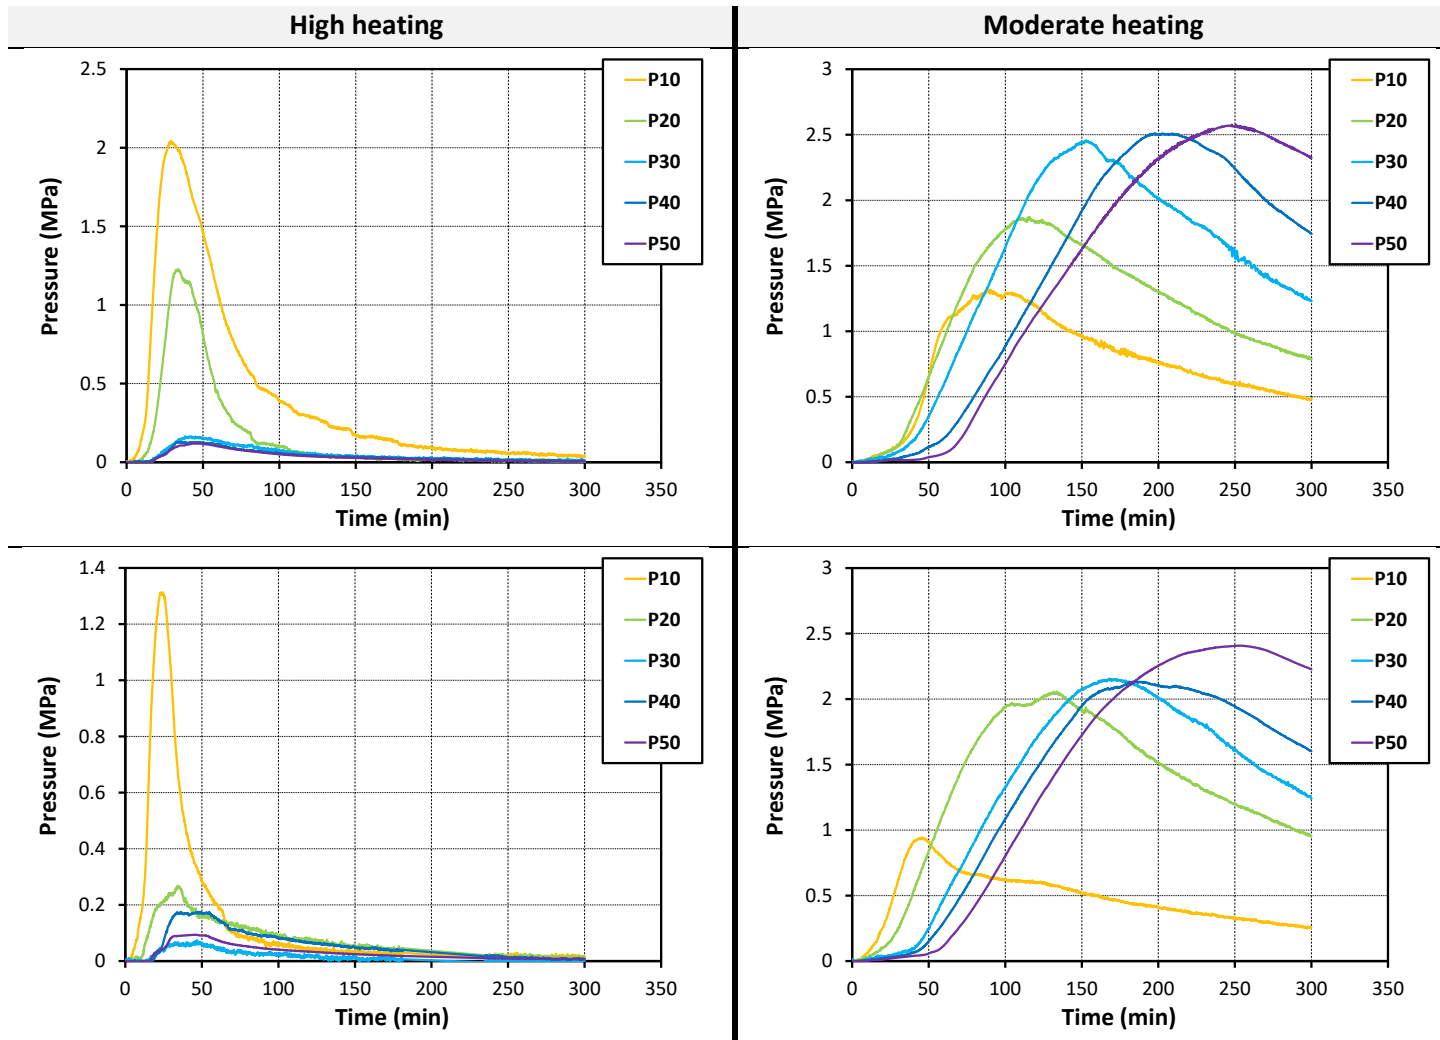 High heating
Moderate heating
2.5
2
1.5
1
0.5
0
Pressure (MPa)
0 50 100 150 200 250 300 350
Time (min)
P10
P20
P30
P40
P50
3
2.5
2
1.5
1
0.5
0
Pressure (MPa)
0 50 100 150 200 250 300 350
Time (min)
P10
P20
P30
P40
P50
1.4
1.2
1
0.8
0.6
0.4
0.2
0
Pressure (MPa)
0 50 100 150 200 250 300 350
Time (min)
P10
P20
P30
P40
P50
3
2.5
2
1.5
1
0.5
0
Pressure (MPa)
0 50 100 150 200 250 300 350
Time (min)
P10
P20
P30
P40
P50